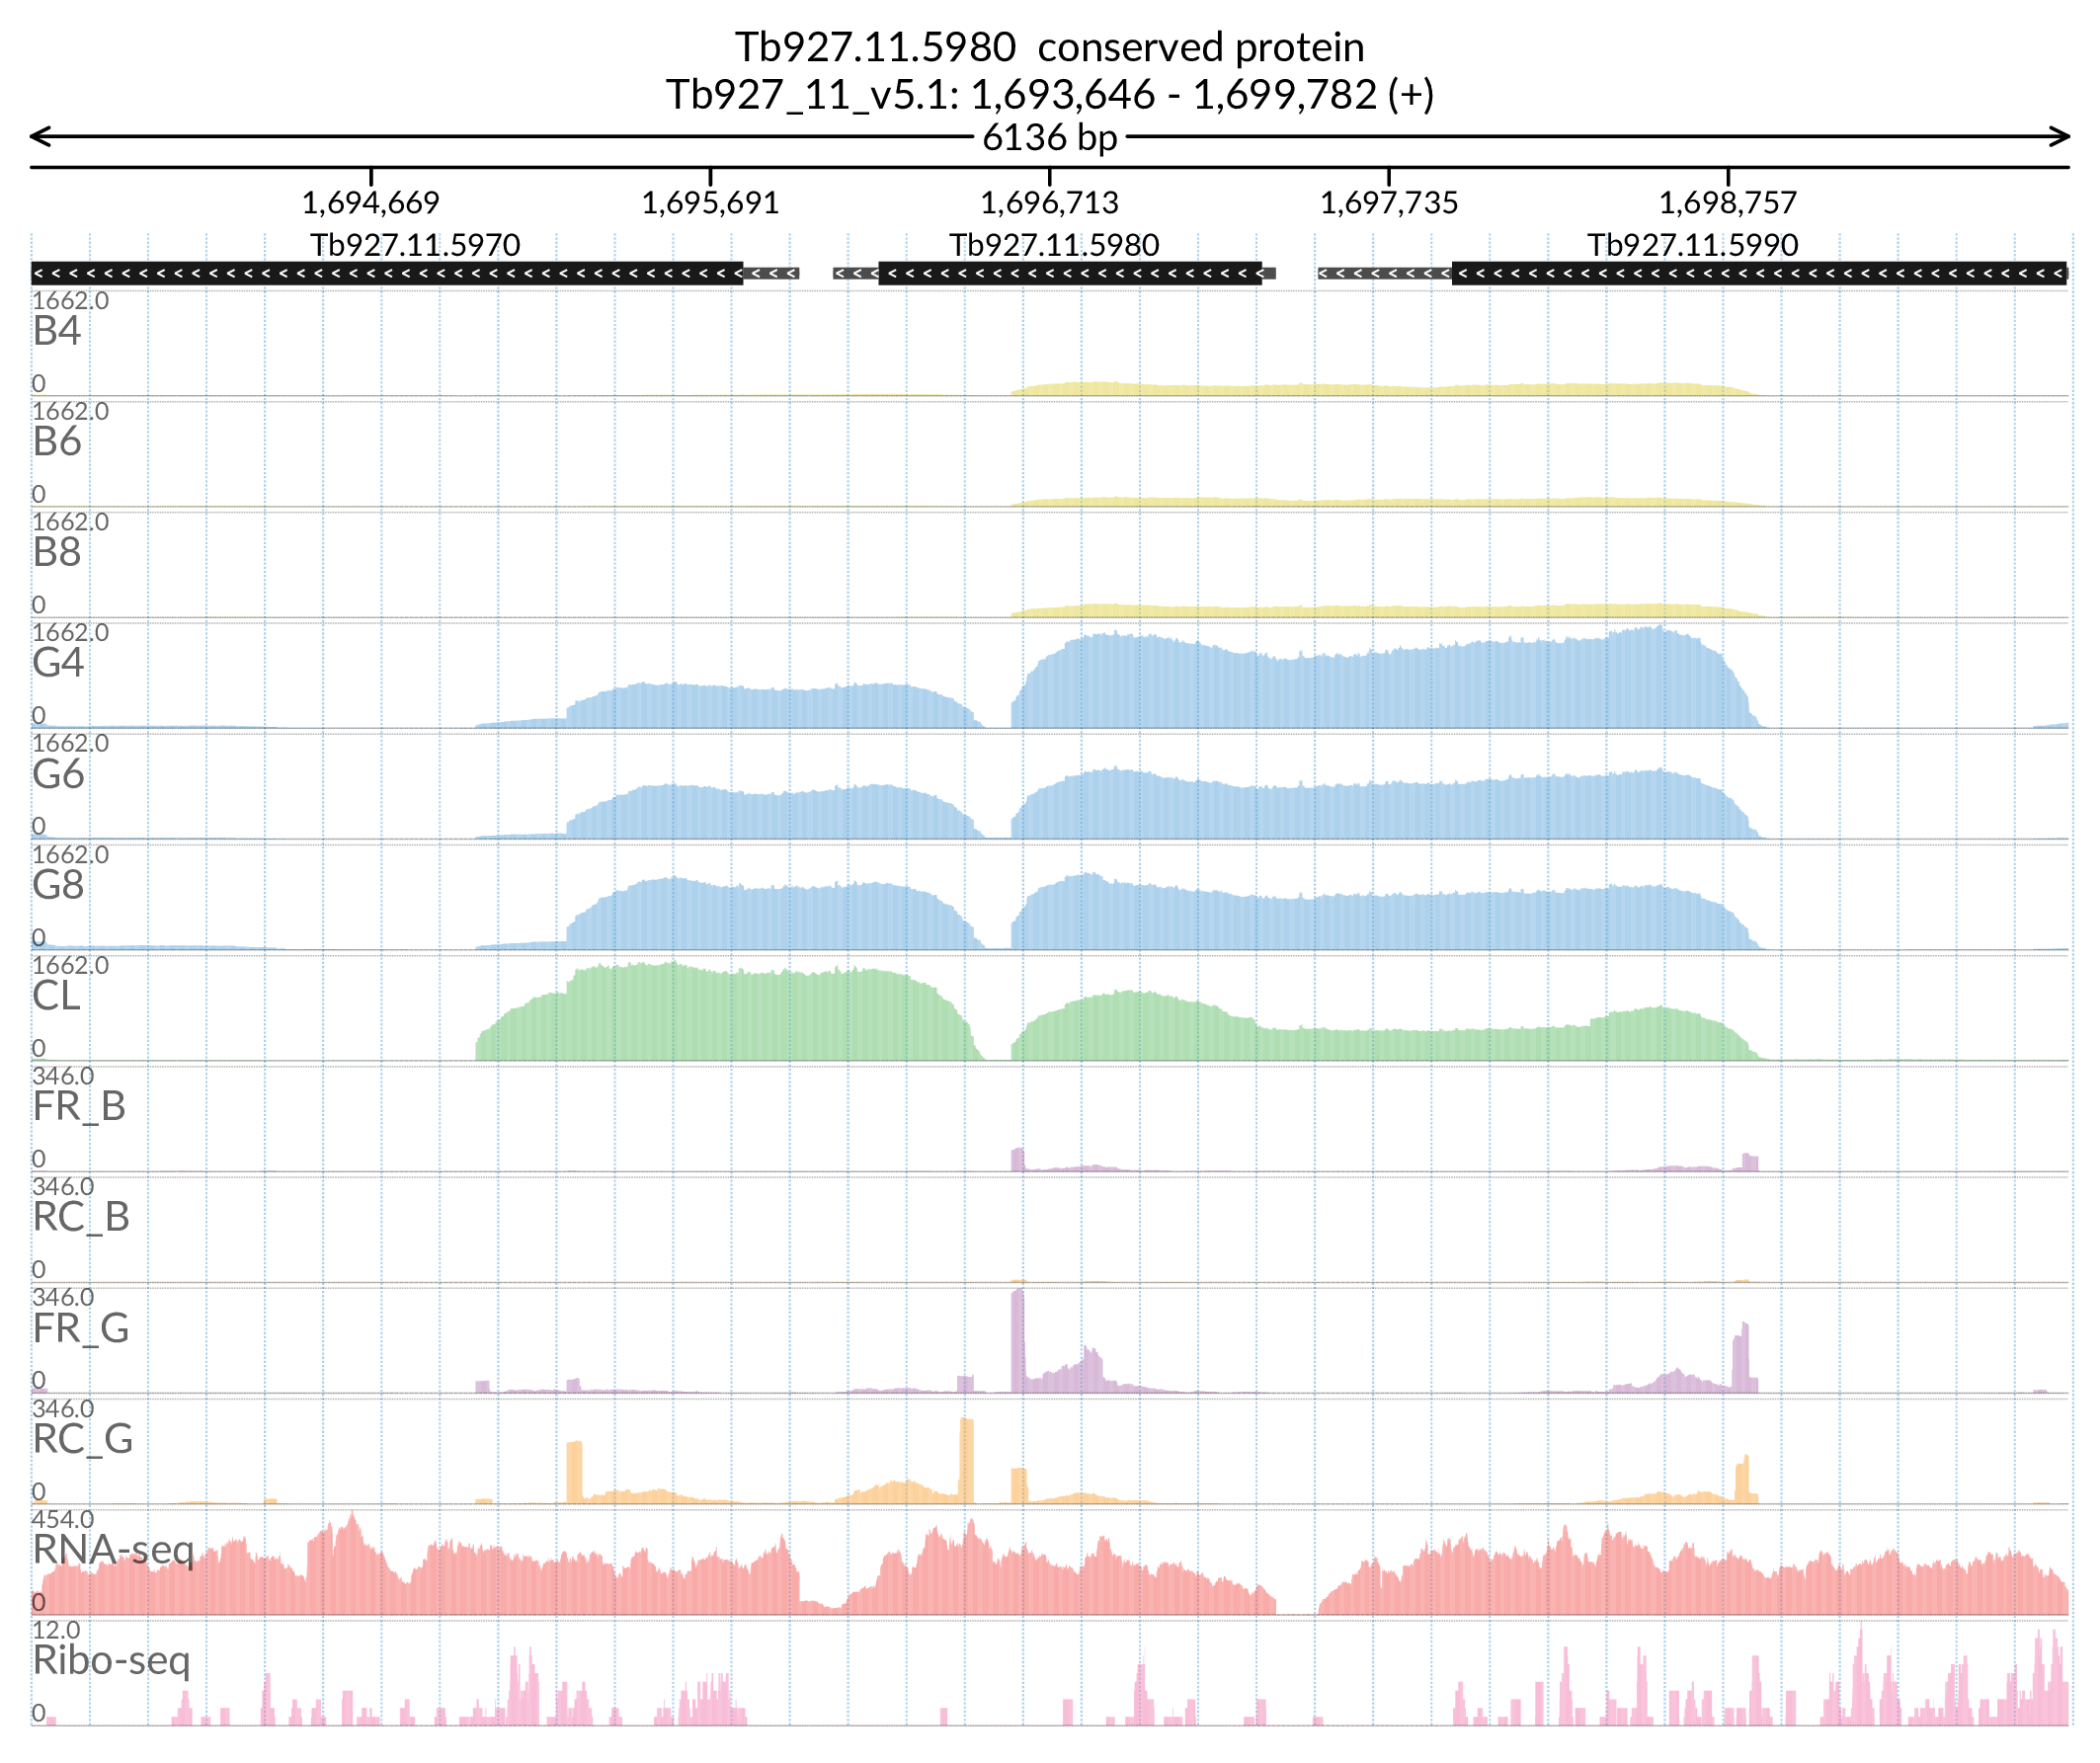 Tb927.11.5980 conserved protein
Tb927_11_v5.1: 1,693,646 - 1,699,782 (+)
6136 bp
1,694,669 1,695,691 1,696,713 1,697,735 1,698,757
Tb927.11.5970 Tb927.11.5980 Tb927.11.5990
1662.0
B4
0
1662.0
B6
0
1662.0
B8
0
1662.0
G4
0
1662.0
G6
0
1662.0
G8
0
1662.0
CL
0
346.0
FR_B
0
346.0
RC_B
0
346.0
FR_G
0
346.0
RC_G
0
454.0
RNA-seq
0
12.0
Ribo-seq
0